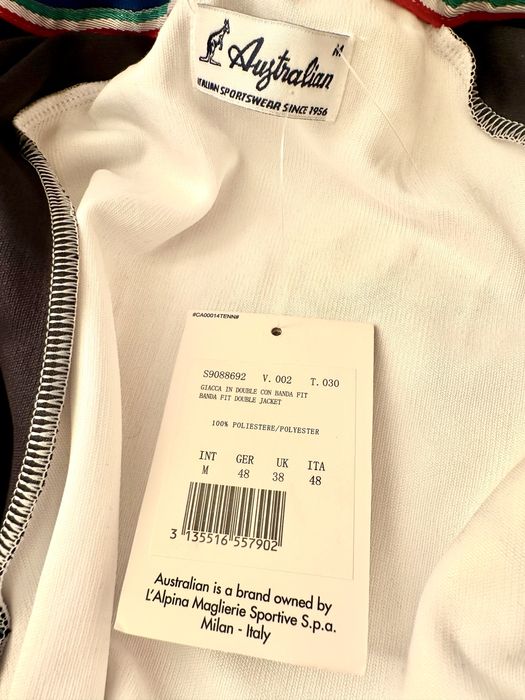 M
Australian
ITALIAN SPORTSWEAR SINCE 1956
#CA00014TENN#
S9088692 V. 002 T. 030
GIACCA IN DOUBLE CON BANDA FIT
BANDA FIT DOUBLE JACKET
100% POLIESTERE/POLYESTER
INT GER UK ITA
M 48 38 48
3 135516 557902
Australian is a brand owned by
L'Alpina Maglierie Sportive S.p.a.
Milan - Italy